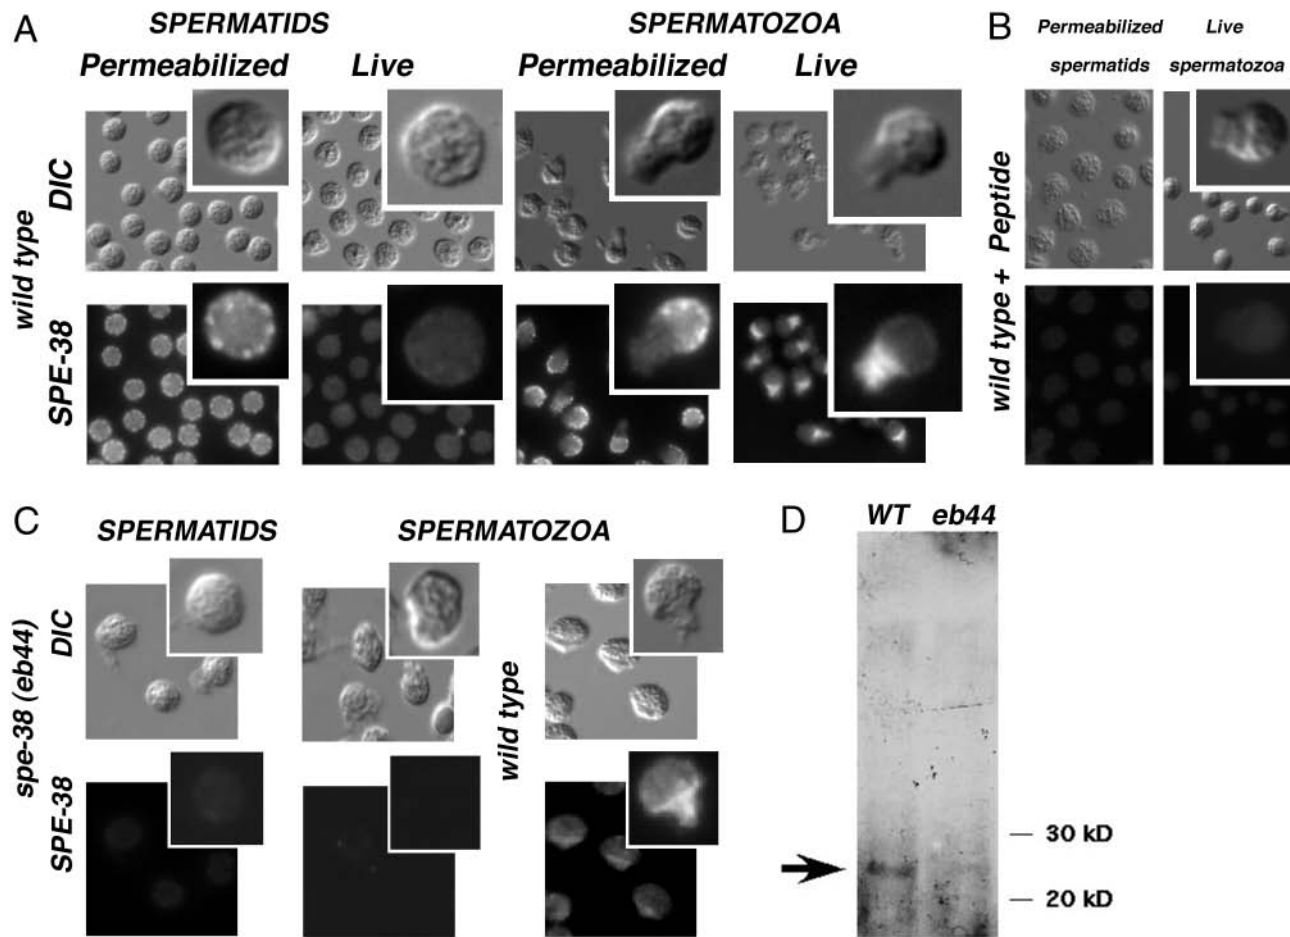 A
SPERMATIDS
SPERMATOZOA
Permeabilized
Live
Permeabilized
Live
wild type
DIC
SPE-38
B
Permeabilized
spermatids
Live
spermatozoa
wild type + Peptide
C
SPERMATIDS
SPERMATOZOA
spe-38 (eb44)
DIC
SPE-38
wild type
D
WT
eb44
30 kD
20 kD